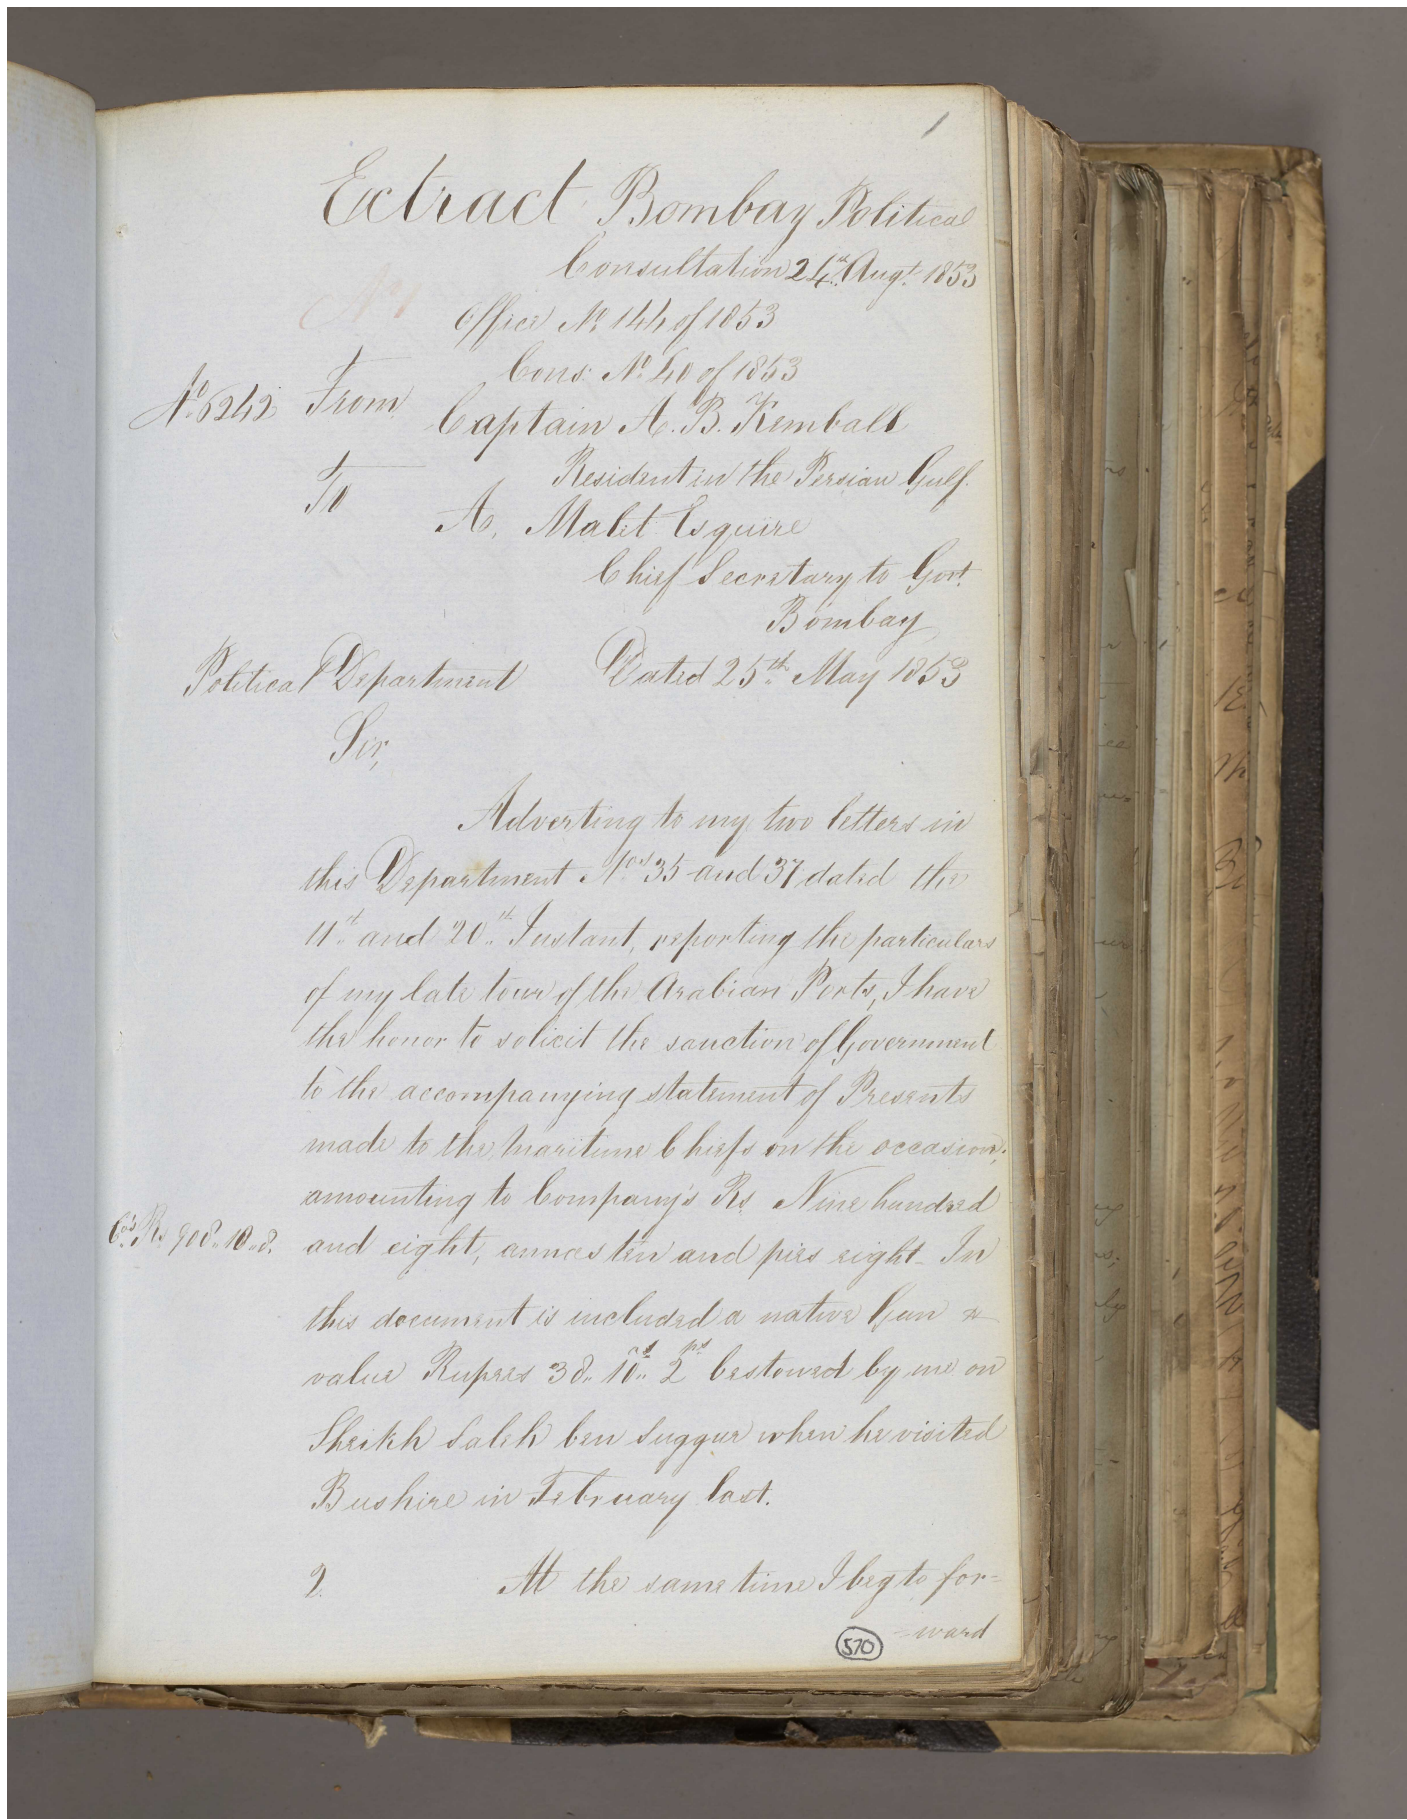 1
Extract Bombay Political
Consultation 24th Augt. 1853
No 1
Office No 144 of 1853
Cons: No 40 of 1853
No 6242 From
Captain A. B. Kemball
Resident in the Persian Gulf.
To
A. Malet Esquire
Chief Secretary to Govt.
Bombay
Political Department Dated 25th May 1853
Sir,
Adverting to my two letters in
this Department Nos 35 and 37 dated the
11th and 20th Instant, reporting the particulars
of my late tour of the Arabian Ports, I have
the honor to solicit the sanction of Government
to the accompanying statement of Presents
made to the maritime Chiefs on the occasion;
amounting to Company's Rs Nine hundred
Co's Rs 908.. 10.. 8. and eight, annas ten and pies eight - In
this document is included a native Gun
value Rupees 38.. 10as.. 2ps bestowed by me on
Sheikh Saleh ben Suggur when he visited
Bushire in February last.
2. At the same time I beg to for=
=ward
570